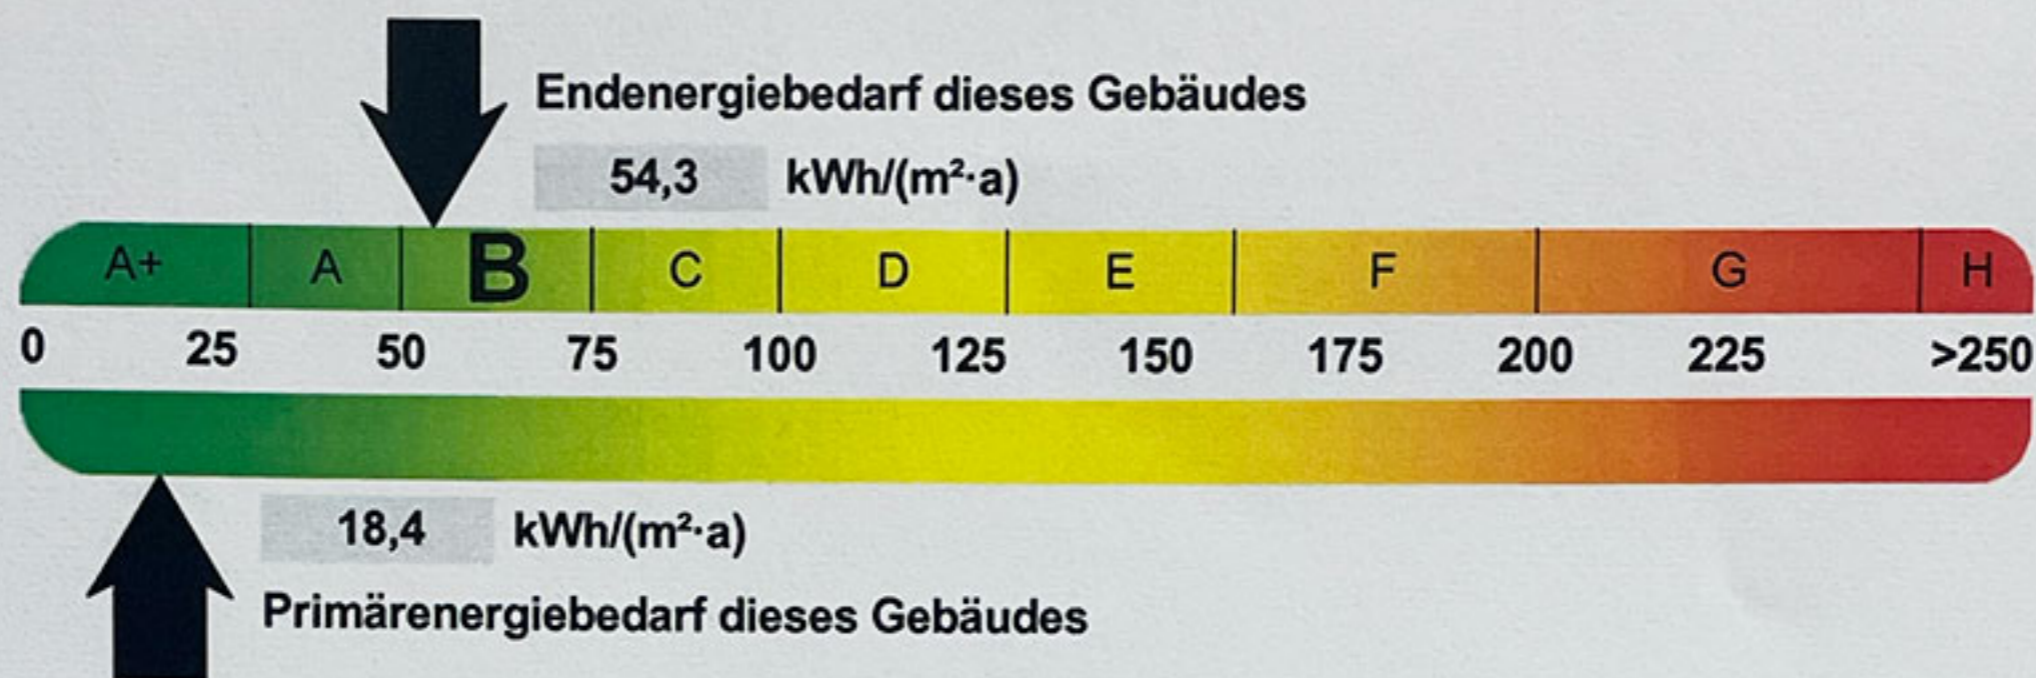 Endenergiebedarf dieses Gebäudes
54,3 kWh/(m²·a)
A+ A B C D E F G H
0 25 50 75 100 125 150 175 200 225 >250
18,4 kWh/(m²·a)
Primärenergiebedarf dieses Gebäudes